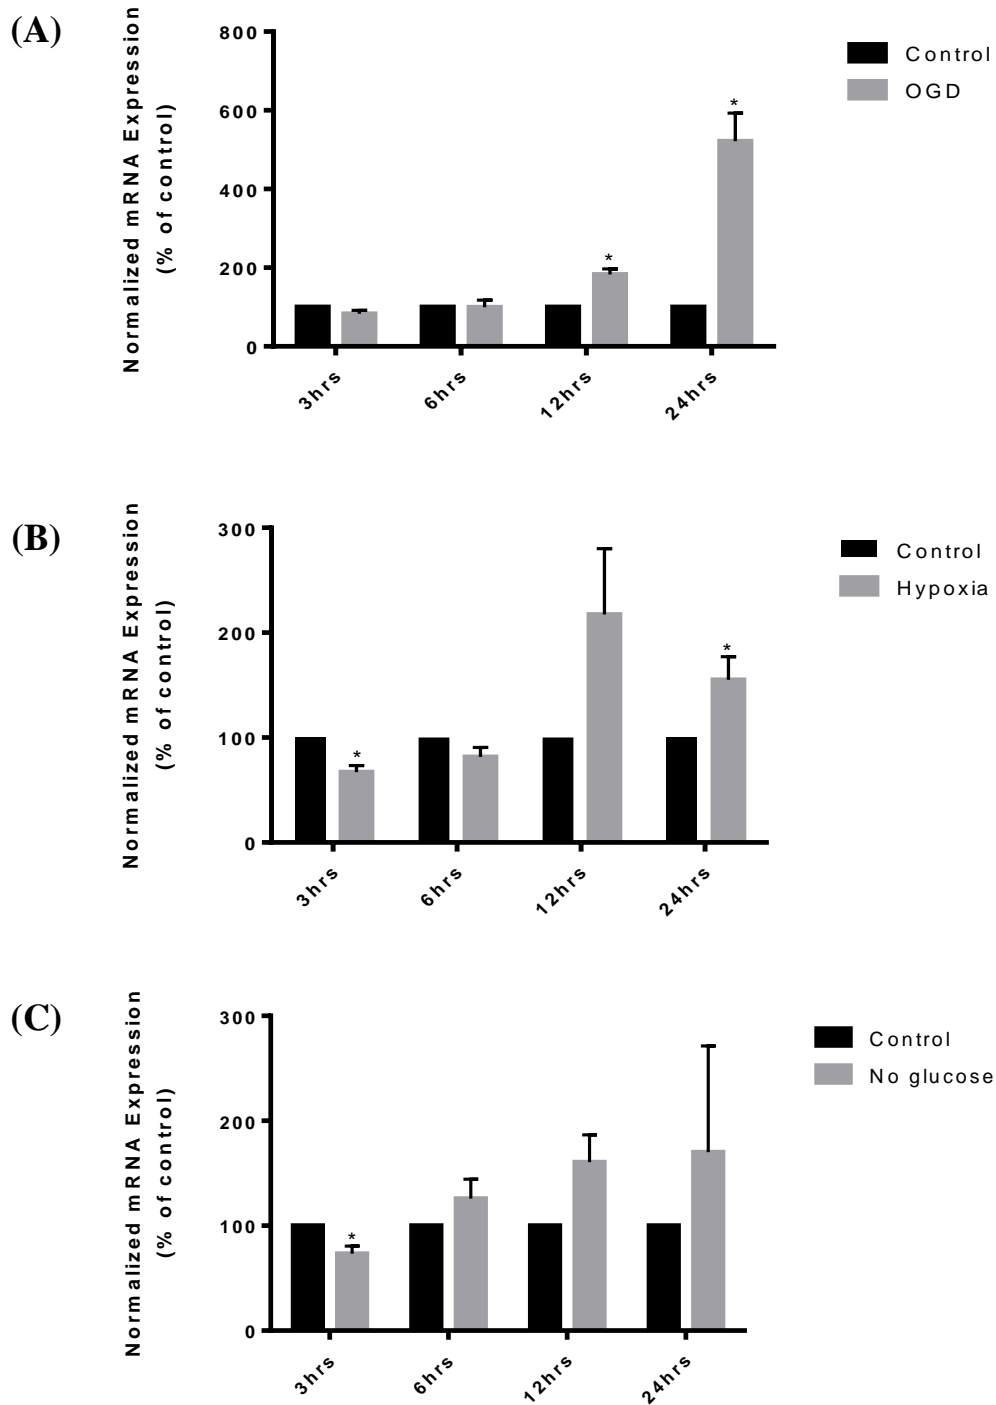 (A)
Normalized mRNA Expression
(% of control)
800
600
400
200
0
*
*
3hrs
6hrs
12hrs
24hrs
Control
OGD
(B)
Normalized mRNA Expression
(% of control)
300
200
100
0
*
*
3hrs
6hrs
12hrs
24hrs
Control
Hypoxia
(C)
Normalized mRNA Expression
(% of control)
300
200
100
0
*
3hrs
6hrs
12hrs
24hrs
Control
No glucose